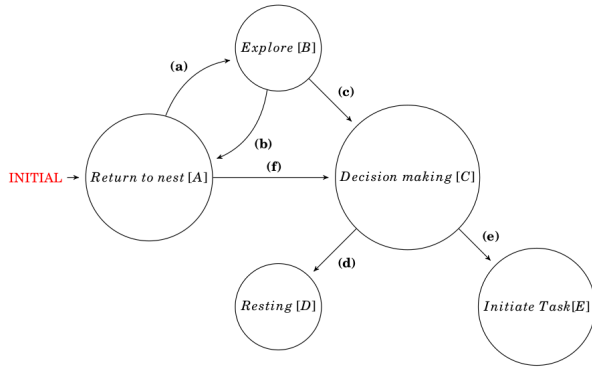 Explore [B]
(a)
(c)
(b)
INITIAL
Return to nest [A]
(f)
Decision making [C]
(e)
(d)
Resting [D]
Initiate Task[E]